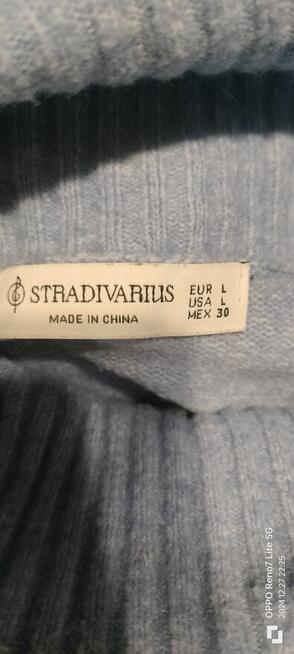 STRADIVARIUS
MADE IN CHINA
EUR L
USA L
MEX 30
OPPO Reno7 Lite 5G
2024.12.27 22:25